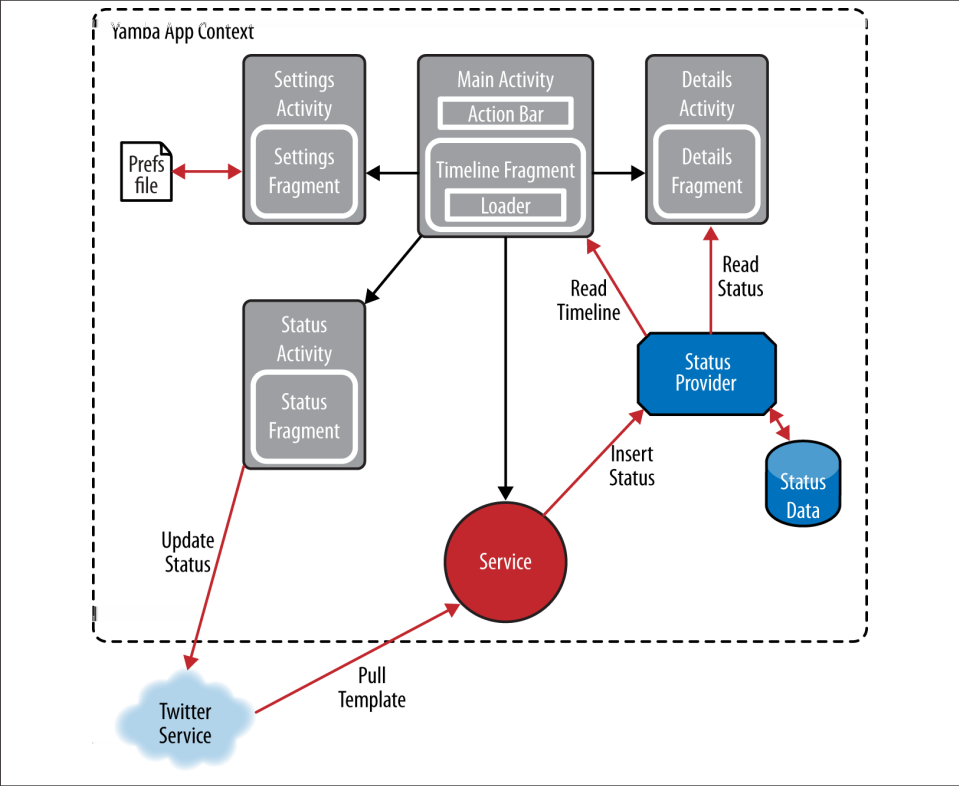 Yamba App Context
Settings
Activity
Settings
Fragment
Main Activity
Action Bar
Timeline Fragment
Loader
Details
Activity
Details
Fragment
Prefs
file
Read
Timeline
Read
Status
Status
Activity
Status
Fragment
Status
Provider
Insert
Status
Status
Data
Update
Status
Service
Pull
Template
Twitter
Service